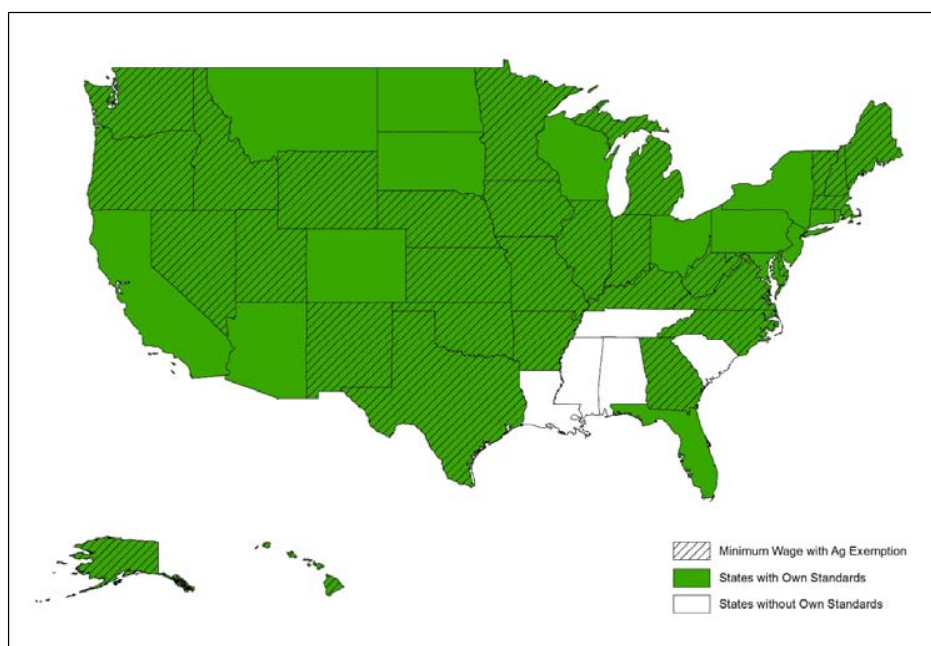 Minimum Wage with Ag Exemption
States with Own Standards
States without Own Standards